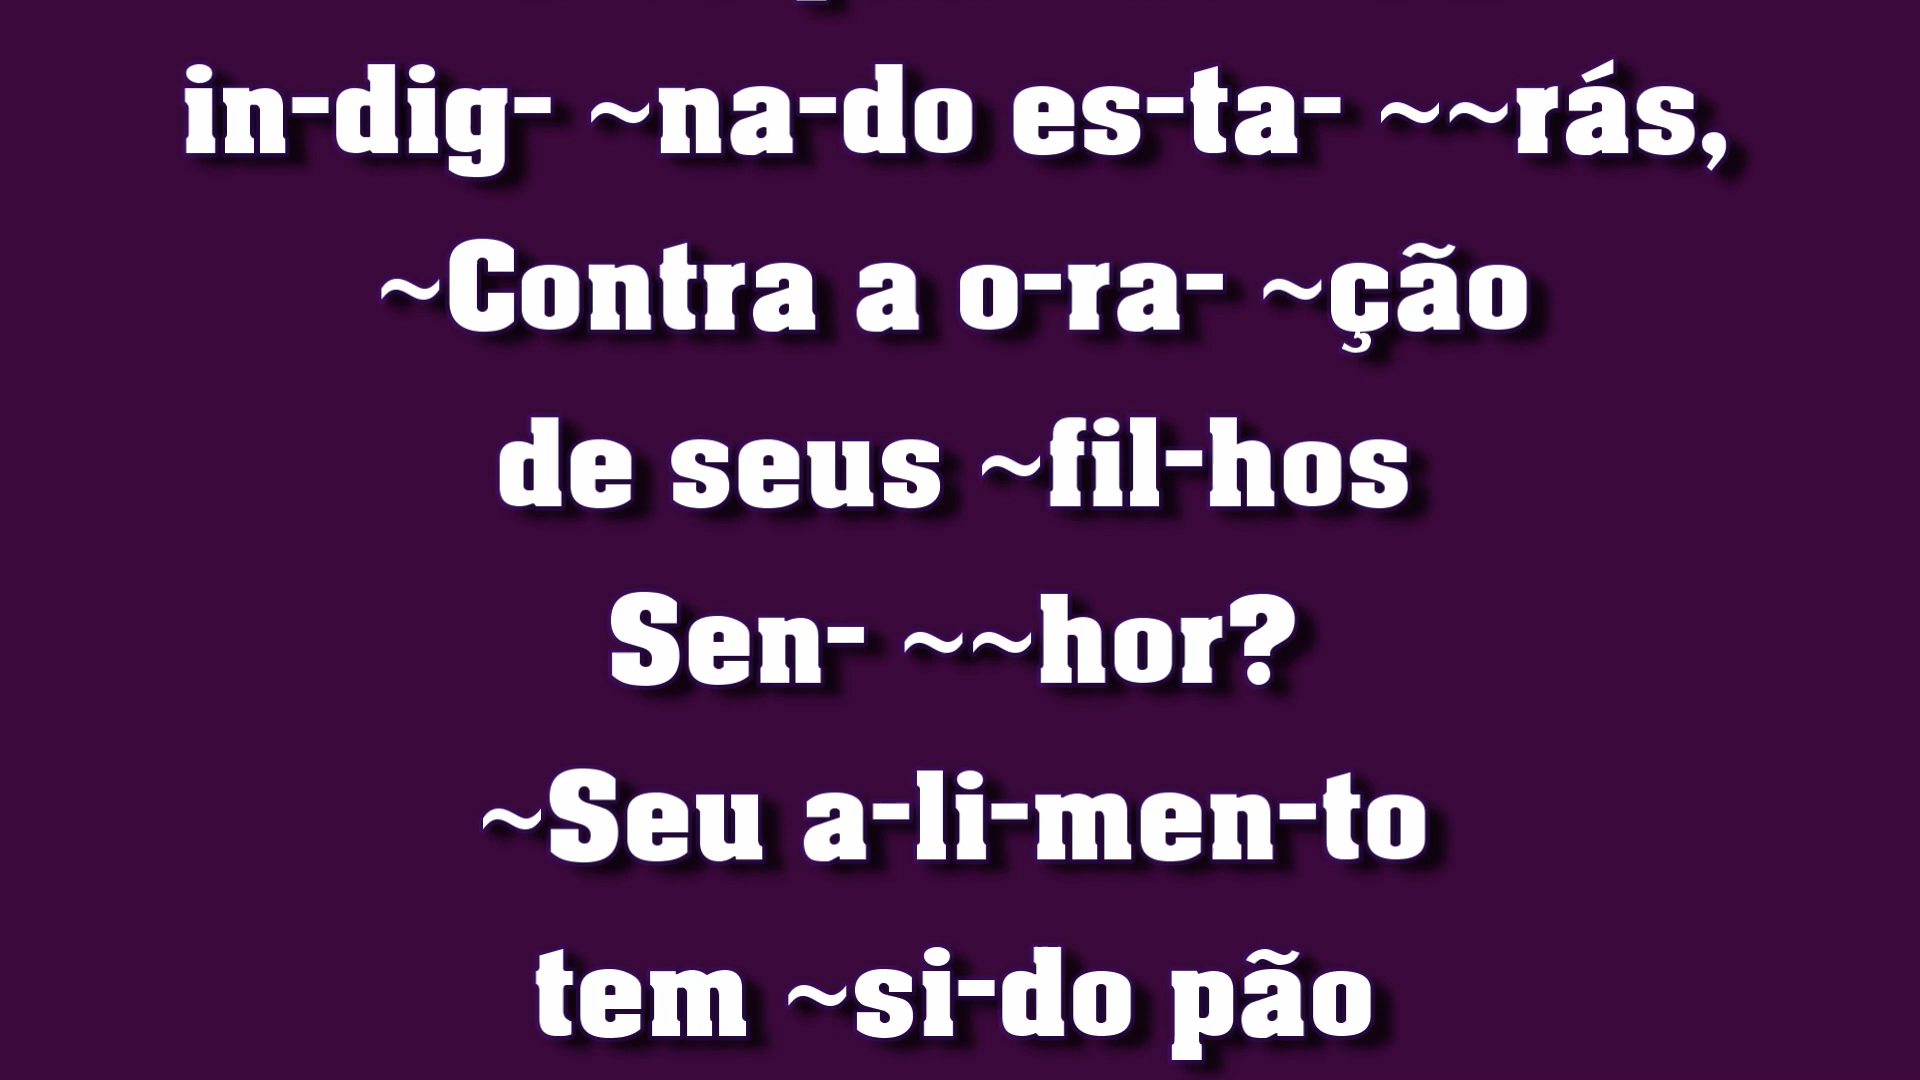 in-dig- ~na-do es-ta- ~~rás,
~Contra a o-ra- ~ção
de seus ~fil-hos
Sen- ~~hor?
~Seu a-li-men-to
tem ~si-do pão